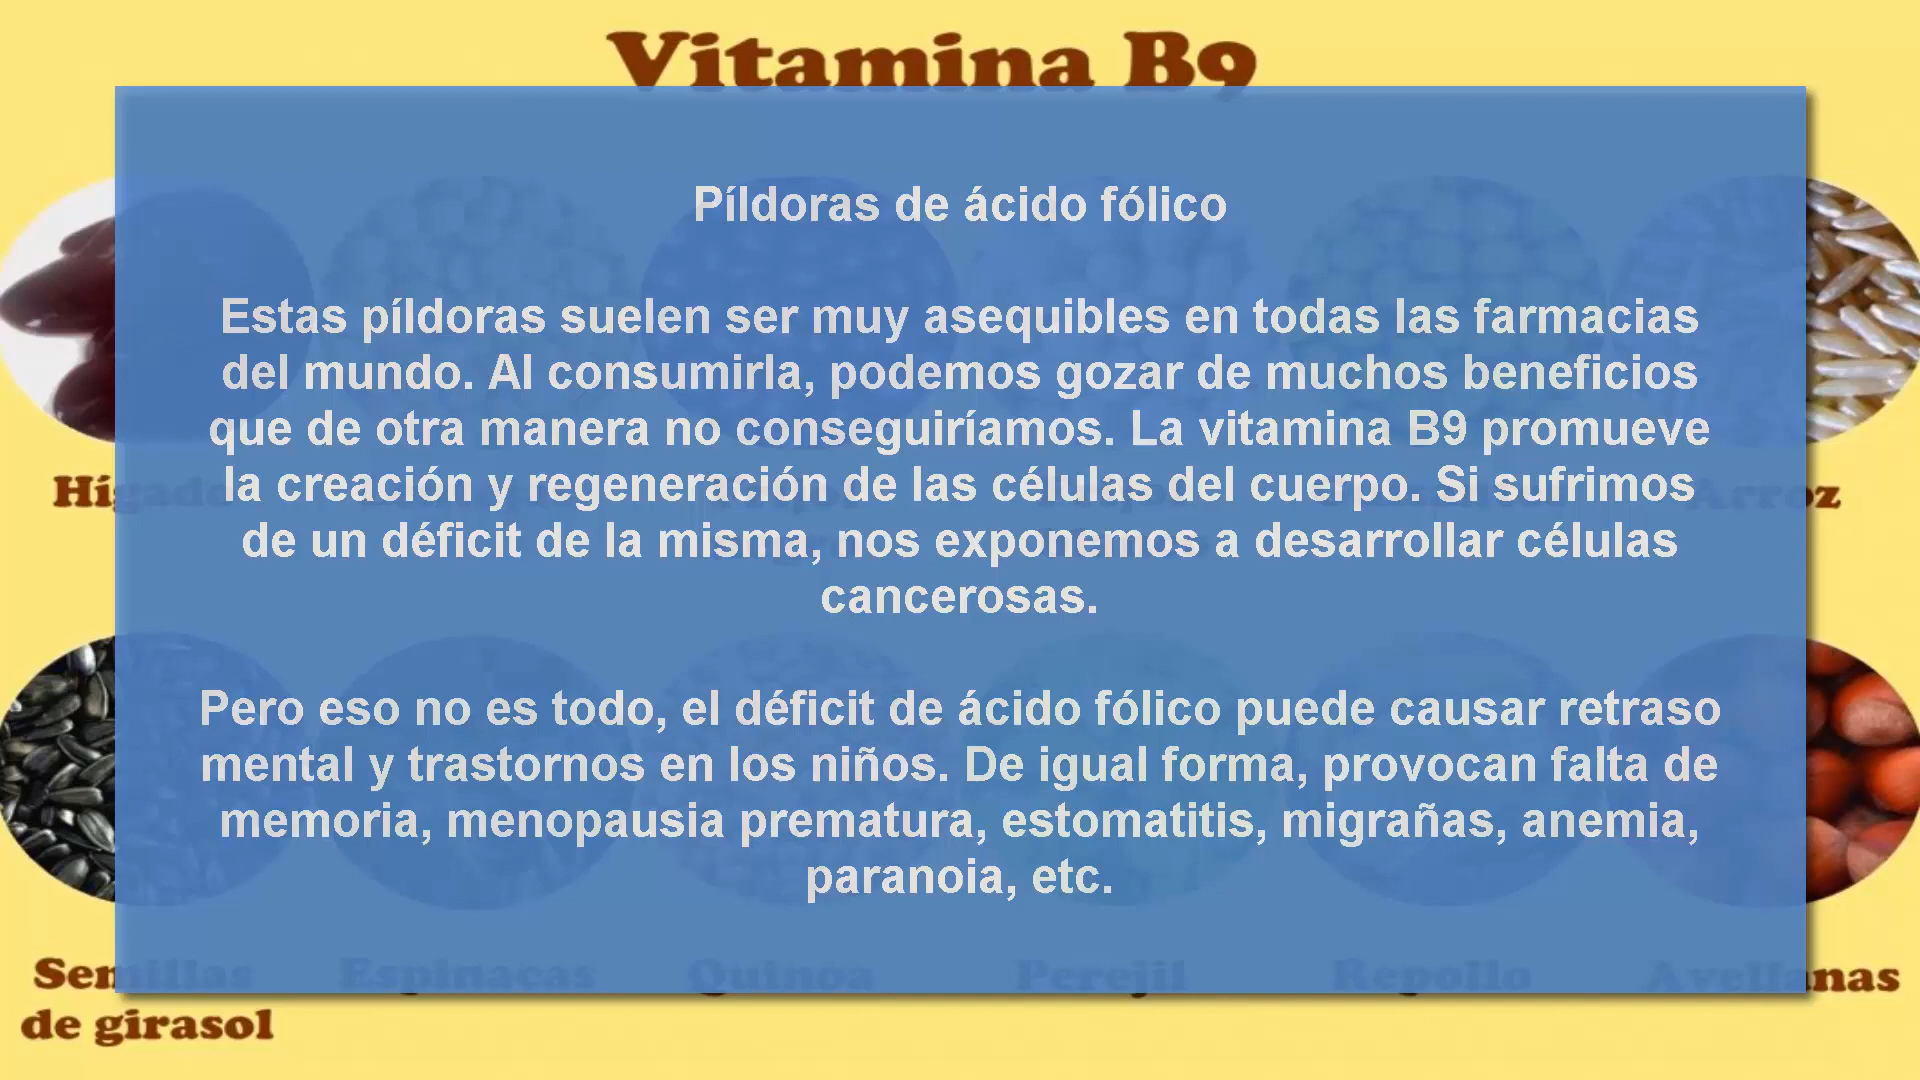 Vitamina B9
Píldoras de ácido fólico
Estas píldoras suelen ser muy asequibles en todas las farmacias
del mundo. Al consumirla, podemos gozar de muchos beneficios
que de otra manera no conseguiríamos. La vitamina B9 promueve
la creación y regeneración de las células del cuerpo. Si sufrimos
de un déficit de la misma, nos exponemos a desarrollar células
cancerosas.
Pero eso no es todo, el déficit de ácido fólico puede causar retraso
mental y trastornos en los niños. De igual forma, provocan falta de
memoria, menopausia prematura, estomatitis, migrañas, anemia,
paranoia, etc.
Hígado Arroz
Semillas Espinacas Quinoa Perejil Repollo Avellanas
de girasol